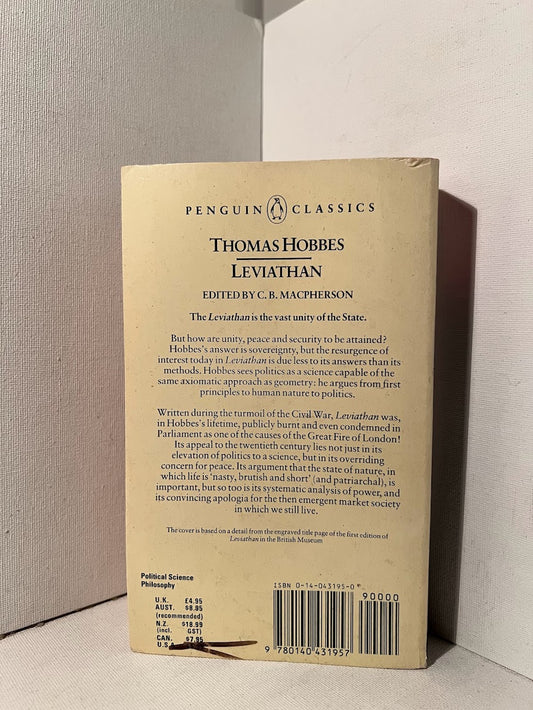 PENGUIN CLASSICS
THOMAS HOBBES
LEVIATHAN
EDITED BY C. B. MACPHERSON
The Leviathan is the vast unity of the State.
But how are unity, peace and security to be attained?
Hobbes's answer is sovereignty, but the resurgence of
interest today in Leviathan is due less to its answers than its
methods. Hobbes sees politics as a science capable of the
same axiomatic approach as geometry: he argues from first
principles to human nature to politics.
Written during the turmoil of the Civil War, Leviathan was,
in Hobbes's lifetime, publicly burnt and even condemned in
Parliament as one of the causes of the Great Fire of London!
Its appeal to the twentieth century lies not just in its
elevation of politics to a science, but in its overriding
concern for peace. Its argument that the state of nature, in
which life is 'nasty, brutish and short' (and patriarchal), is
important, but so too is its systematic analysis of power, and
its convincing apologia for the then emergent market society
in which we still live.
The cover is based on a detail from the engraved title page of the first edition of
Leviathan in the British Museum
Political Science
Philosophy
U.K. £4.95
AUST. $8.95
(recommended)
N.Z. $18.99
(incl. GST)
CAN. $7.95
U.S.A.
ISBN 0-14-043195-0
90000
9 780140 431957